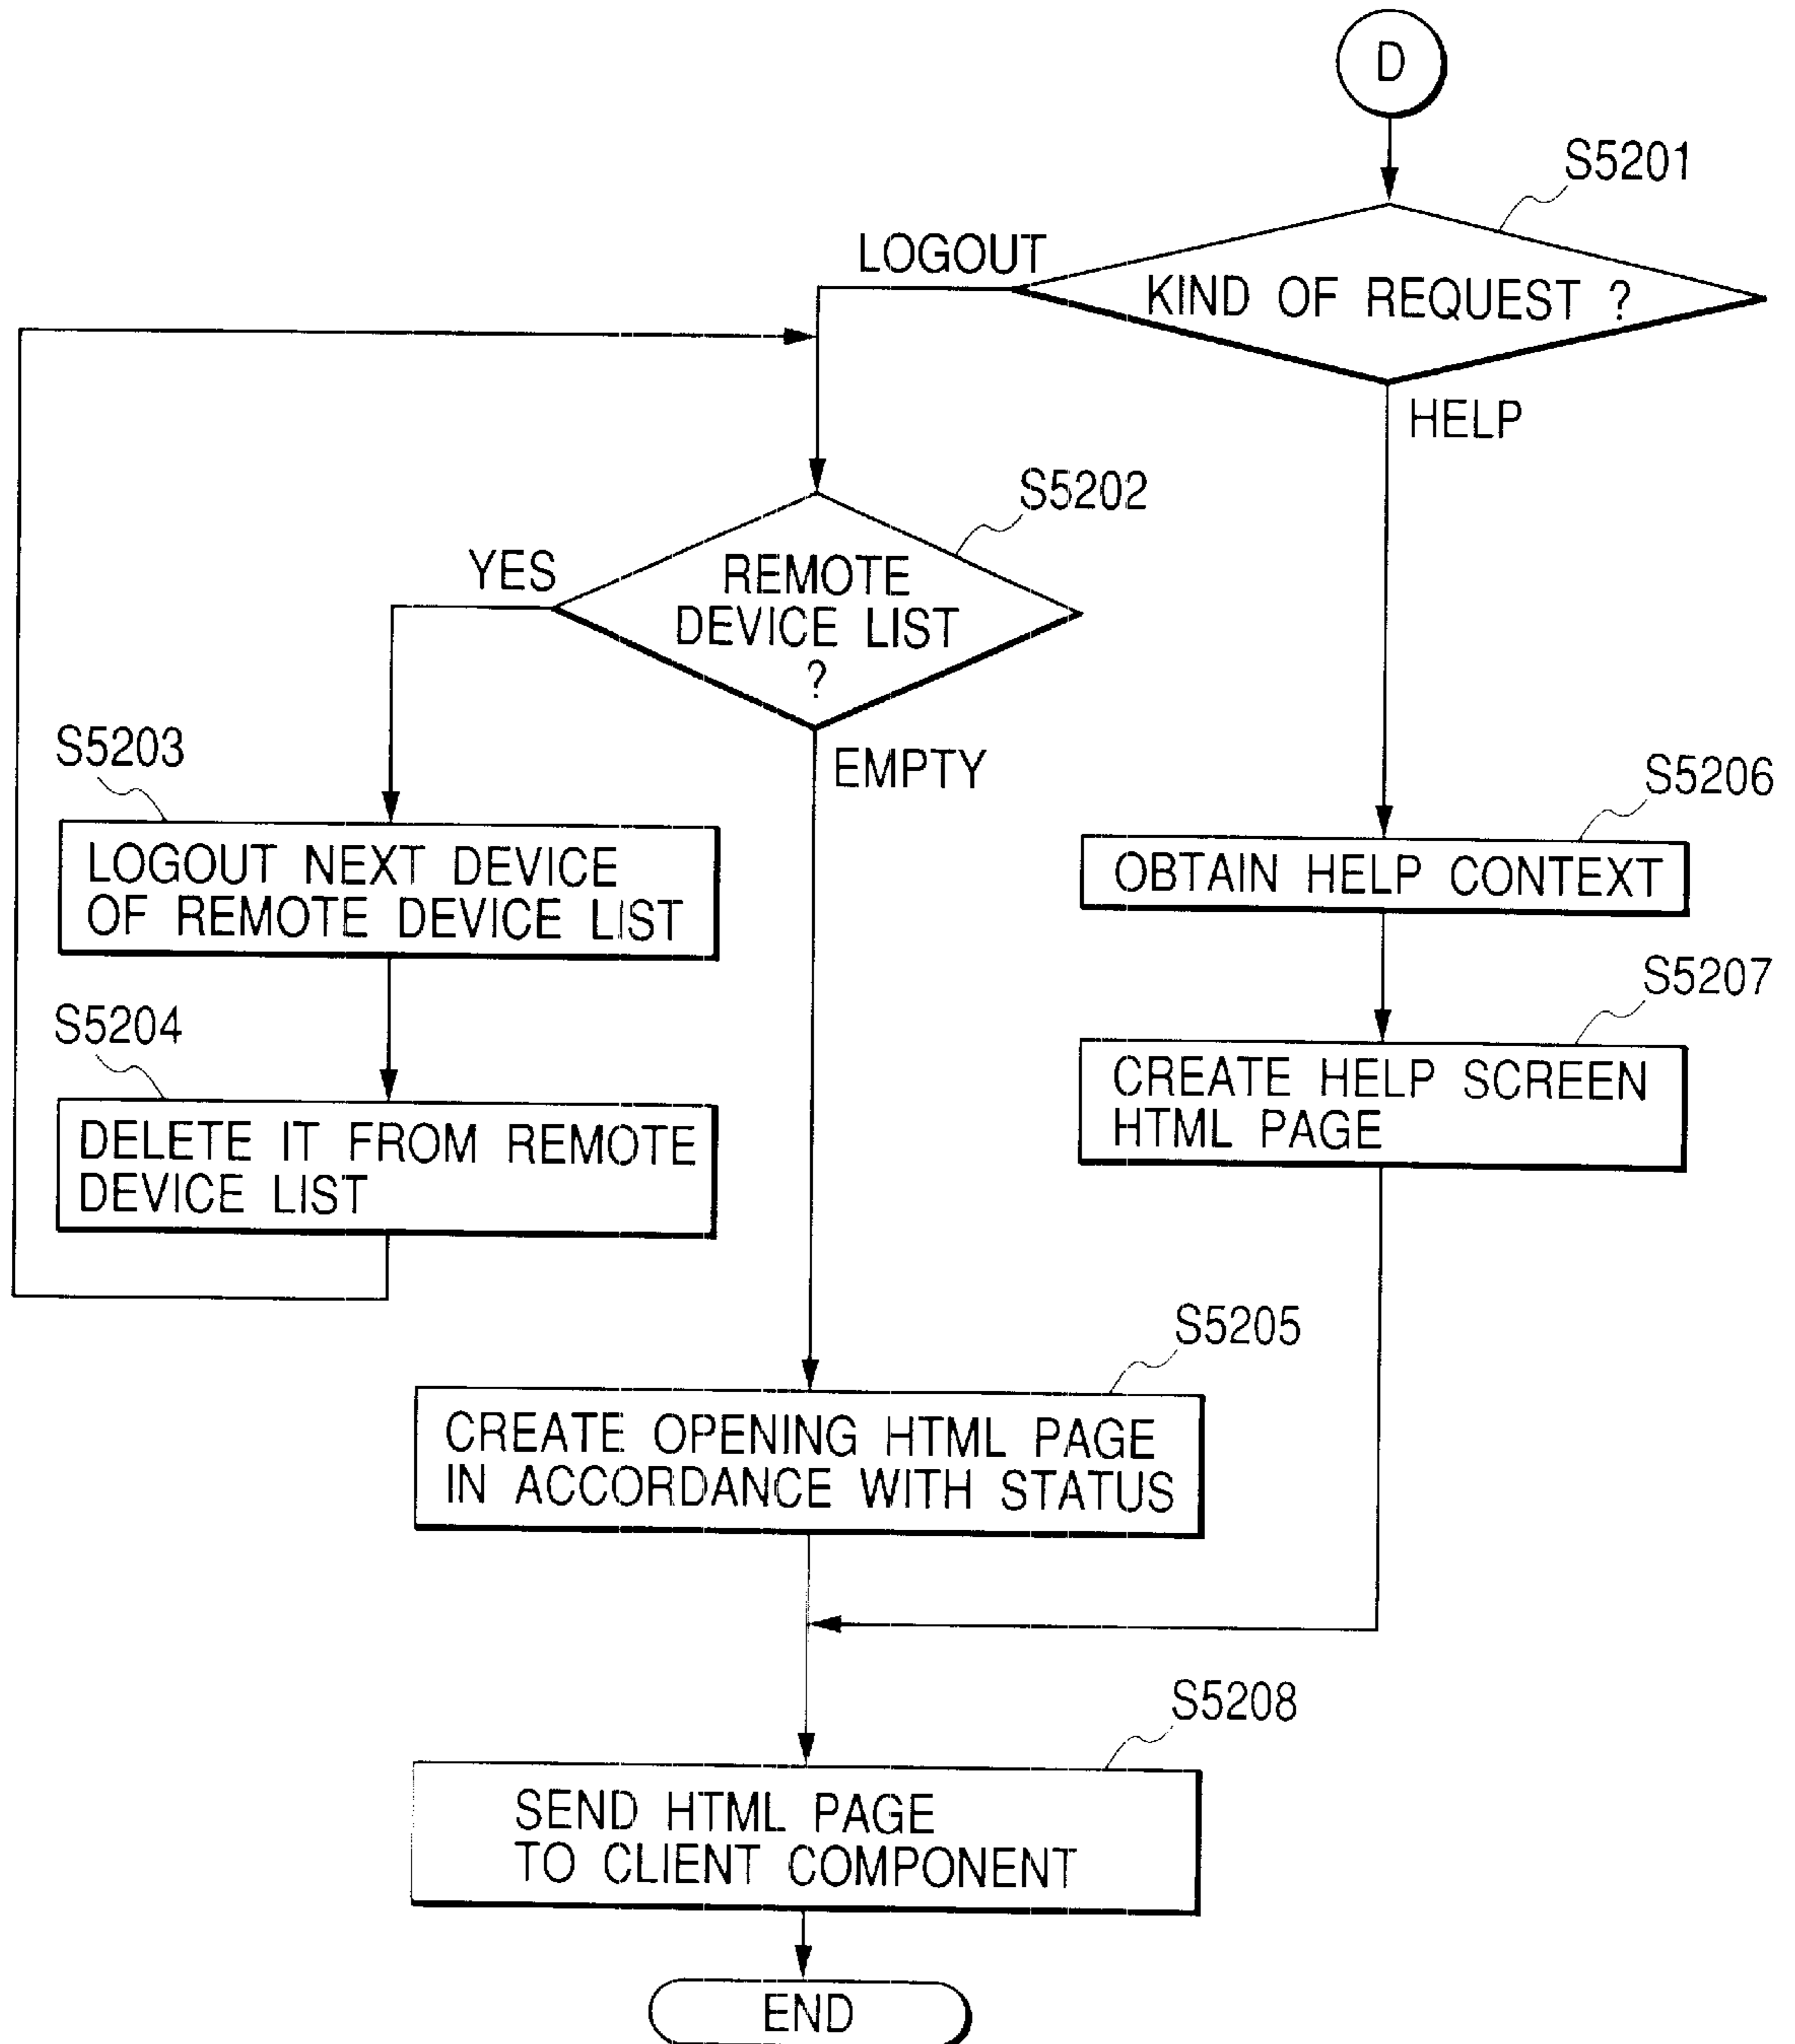 D
S5201
LOGOUT
KIND OF REQUEST ?
HELP
S5202
YES
REMOTE
DEVICE LIST
?
EMPTY
S5203
LOGOUT NEXT DEVICE
OF REMOTE DEVICE LIST
S5206
OBTAIN HELP CONTEXT
S5204
DELETE IT FROM REMOTE
DEVICE LIST
S5207
CREATE HELP SCREEN
HTML PAGE
S5205
CREATE OPENING HTML PAGE
IN ACCORDANCE WITH STATUS
S5208
SEND HTML PAGE
TO CLIENT COMPONENT
END